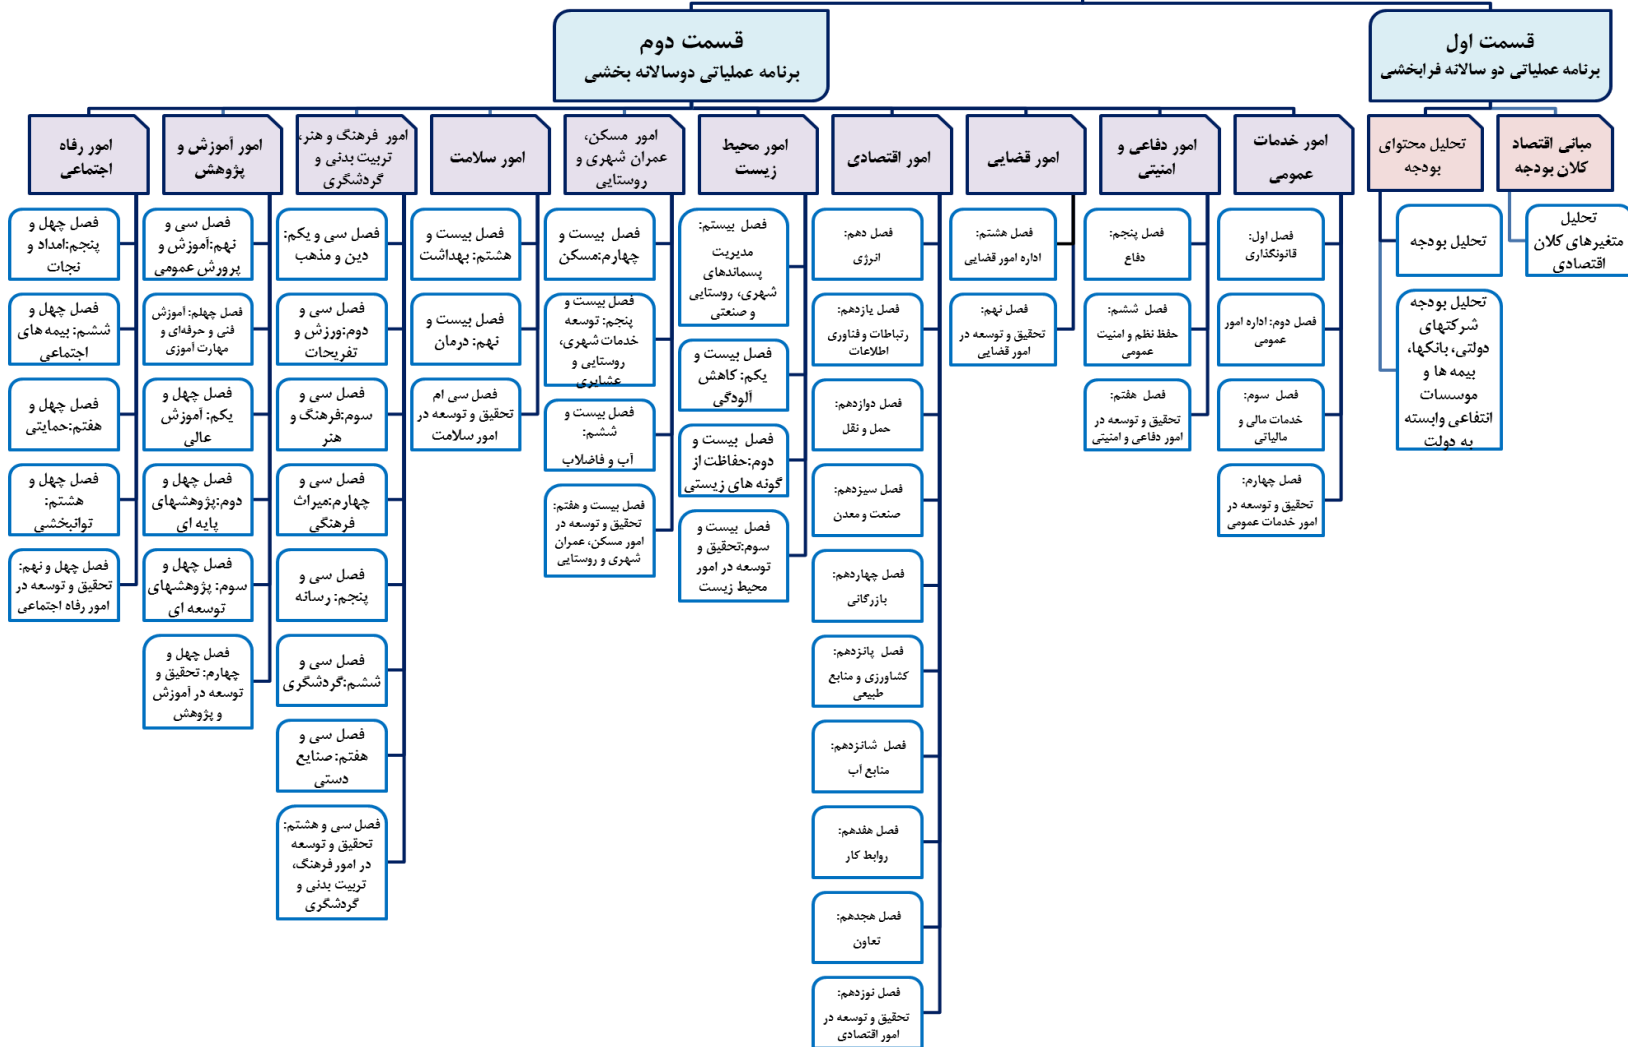 قسمت اول
برنامه عملیاتی دو سالانه فرابخشی
قسمت دوم
برنامه عملیاتی دوسالانه بخشی
مبانی اقتصاد
کلان بودجه
تحلیل
متغیرهای کلان
اقتصادی
تحلیل محتوای
بودجه
تحلیل بودجه
تحلیل بودجه
شرکتهای
دولتی، بانکها،
بیمه ها و
موسسات
انتفاعی وابسته
به دولت
امور خدمات
عمومی
فصل اول:
قانونگذاری
فصل دوم: اداره امور
عمومی
فصل سوم:
خدمات مالی و
مالیاتی
فصل چهارم:
تحقیق و توسعه در
امور خدمات عمومی
امور دفاعی و
امنیتی
فصل پنجم:
دفاع
فصل ششم:
حفظ نظم و امنیت
عمومی
فصل هفتم:
تحقیق و توسعه در
امور دفاعی و امنیتی
امور قضایی
فصل هشتم:
اداره امور قضایی
فصل نهم:
تحقیق و توسعه در
امور قضایی
امور اقتصادی
فصل دهم:
انرژی
فصل یازدهم:
رتباطات و فناوری
اطلاعات
فصل دوازدهم:
حمل و نقل
فصل سیزدهم:
صنعت و معدن
فصل چهاردهم:
بازرگانی
فصل پانزدهم:
کشاورزی و منابع
طبیعی
فصل شانزدهم:
منابع آب
فصل هفدهم:
روابط کار
فصل هجدهم:
تعاون
فصل نوزدهم:
تحقیق و توسعه در
امور اقتصادی
امور محیط
زیست
فصل بیستم:
مدیریت
پسماندهای
شهری، روستایی
و صنعتی
فصل بیست و
یکم: کاهش
آلودگی
فصل بیست و
دوم:حفاظت از
گونه های زیستی
فصل بیست و
سوم:تحقیق و
توسعه در امور
محیط زیست
امور مسکن،
عمران شهری و
روستایی
فصل بیست و
چهارم:مسکن
فصل بیست و
پنجم: توسعه
خدمات شهری،
روستایی و
عشایری
فصل بیست و
ششم:
آب و فاضلاب
فصل بیست و هفتم:
تحقیق و توسعه در
امور مسکن، عمران
شهری و روستایی
امور سلامت
فصل بیست و
هشتم: بهداشت
فصل بیست و
نهم: درمان
فصل سی ام
تحقیق و توسعه در
امور سلامت
امور فرهنگ و هنر،
تربیت بدنی و
گردشگری
فصل سی و یکم:
دین و مذهب
فصل سی و
دوم:ورزش و
تفریحات
فصل سی و
سوم:فرهنگ و
هنر
فصل سی و
چهارم:میراث
فرهنگی
فصل سی و
پنجم: رسانه
فصل سی و
ششم:گردشگری
فصل سی و
هفتم:صنایع
دستی
فصل سی و هشتم:
تحقیق و توسعه
در امور فرهنگ،
تربیت بدنی و
گردشگری
امور آموزش و
پژوهش
فصل سی و
نهم:آموزش و
پرورش عمومی
فصل چهلم: آموزش
فنی و حرفه‌ای و
مهارت آموزی
فصل چهل و
یکم: آموزش
عالی
فصل چهل و
دوم:پژوهشهای
پایه ای
فصل چهل و
سوم: پژوهشهای
توسعه ای
فصل چهل و
چهارم: تحقیق و
توسعه در آموزش
و پژوهش
امور رفاه
اجتماعی
فصل چهل و
پنجم:امداد و
نجات
فصل چهل و
ششم: بیمه های
اجتماعی
فصل چهل و
هفتم:حمایتی
فصل چهل و
هشتم:
توانبخشی
فصل چهل و نهم:
تحقیق و توسعه در
امور رفاه اجتماعی